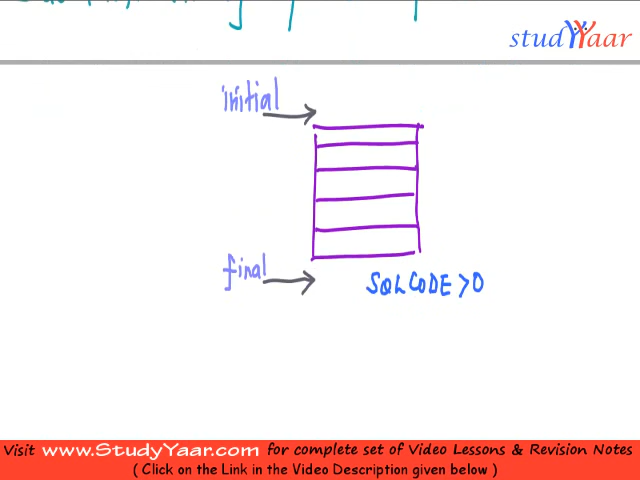 studYYaar
initial
final
SQLCODE >0
Visit www.StudyYaar.com for complete set of Video Lessons & Revision Notes
( Click on the Link in the Video Description given below )